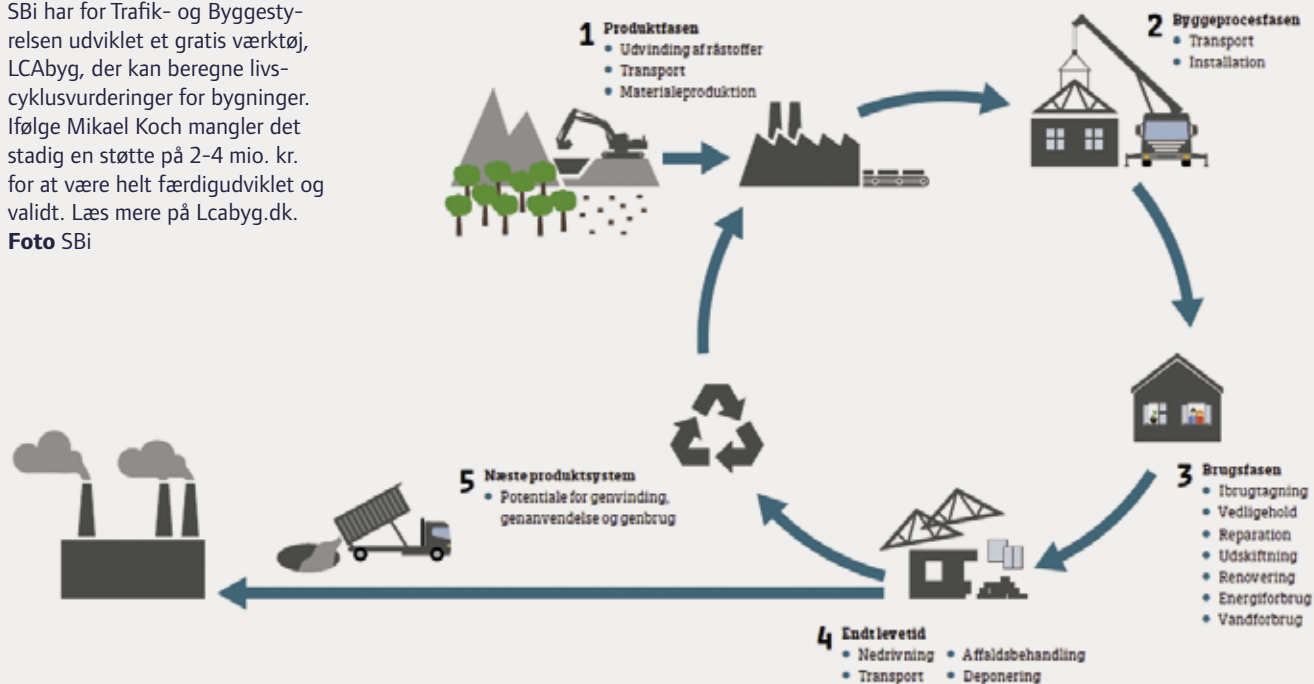 SBi har for Trafik- og Byggesty-
relsen udviklet et gratis værktøj,
LCAbyg, der kan beregne livs-
cyklusvurderinger for bygninger.
Ifølge Mikael Koch mangler det
stadig en støtte på 2-4 mio. kr.
for at være helt færdigudviklet og
validt. Læs mere på Lcabyg.dk.
Foto SBi
1 Produktfasen
• Udvinding af råstoffer
• Transport
• Materialeproduktion
2 Byggeprocesfasen
• Transport
• Installation
3 Brugsfasen
• Ibrugtagning
• Vedligehold
• Reparation
• Udskiftning
• Renovering
• Energiforbrug
• Vandforbrug
4 Endt levetid
• Nedrivning • Affaldsbehandling
• Transport • Deponering
5 Næste produktsystem
• Potentiale for genvinding,
genanvendelse og genbrug